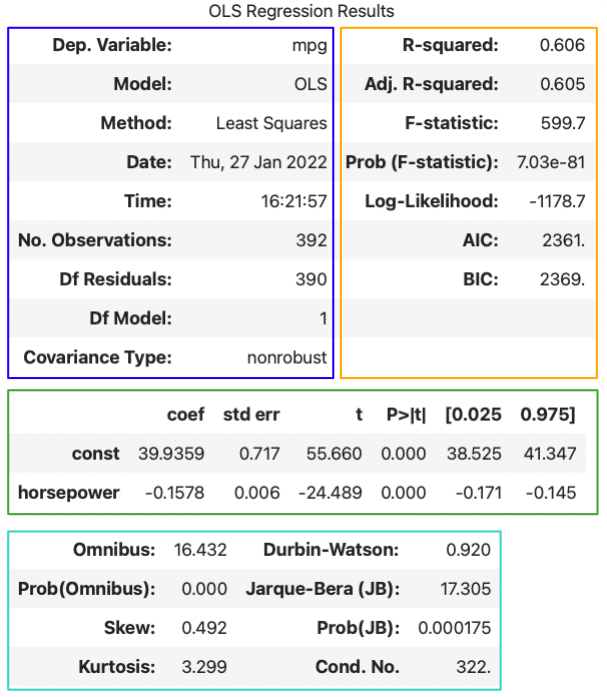 OLS Regression Results
Dep. Variable: mpg R-squared: 0.606
Model: OLS Adj. R-squared: 0.605
Method: Least Squares F-statistic: 599.7
Date: Thu, 27 Jan 2022 Prob (F-statistic): 7.03e-81
Time: 16:21:57 Log-Likelihood: -1178.7
No. Observations: 392 AIC: 2361.
Df Residuals: 390 BIC: 2369.
Df Model: 1
Covariance Type: nonrobust
coef std err t P>|t| [0.025 0.975]
const 39.9359 0.717 55.660 0.000 38.525 41.347
horsepower -0.1578 0.006 -24.489 0.000 -0.171 -0.145
Omnibus: 16.432 Durbin-Watson: 0.920
Prob(Omnibus): 0.000 Jarque-Bera (JB): 17.305
Skew: 0.492 Prob(JB): 0.000175
Kurtosis: 3.299 Cond. No. 322.